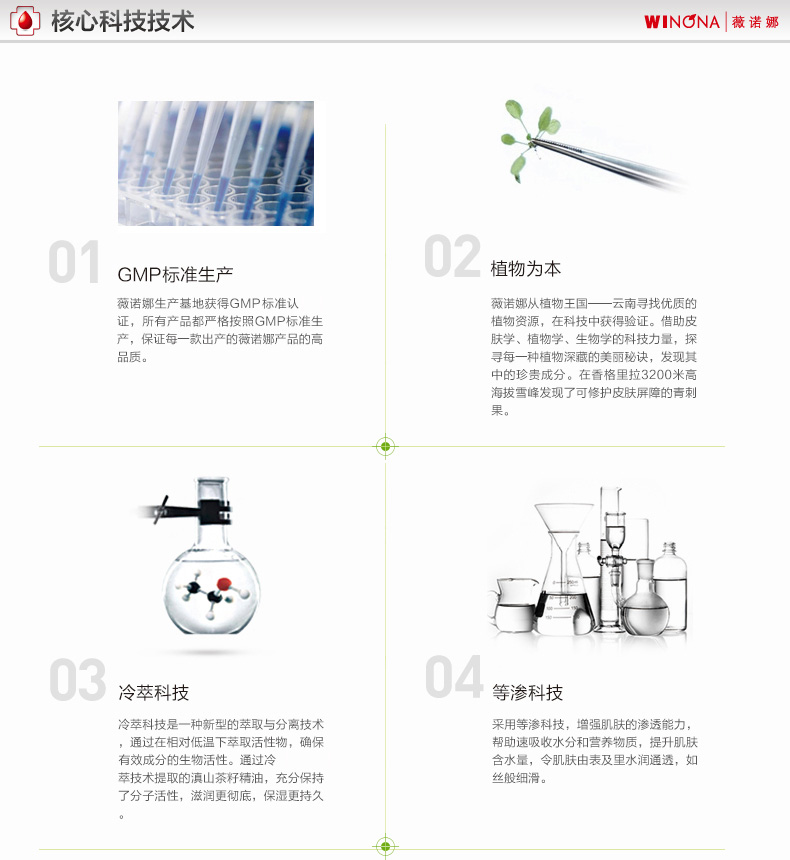 核心科技技术
WINONA 薇诺娜
01
GMP标准生产
薇诺娜生产基地获得GMP标准认
证，所有产品都严格按照GMP标准生
产，保证每一款出产的薇诺娜产品的高
品质。
02
植物为本
薇诺娜从植物王国——云南寻找优质的
植物资源，在科技中获得验证。借助皮
肤学、植物学、生物学的科技力量，探
寻每一种植物深藏的美丽秘诀，发现其
中的珍贵成分。在香格里拉3200米高
海拔雪峰发现了可修护皮肤屏障的青刺
果。
03
冷萃科技
冷萃科技是一种新型的萃取与分离技术
，通过在相对低温下萃取活性物，确保
有效成分的生物活性。通过冷
萃技术提取的滇山茶籽精油，充分保持
了分子活性，滋润更彻底，保湿更持久
。
04
等渗科技
采用等渗科技，增强肌肤的渗透能力，
帮助速吸收水分和营养物质，提升肌肤
含水量，令肌肤由表及里水润通透，如
丝般细滑。